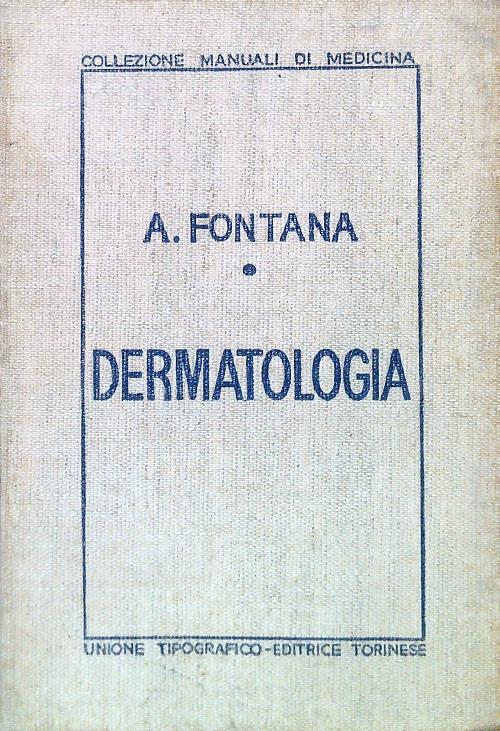 COLLEZIONE MANUALI DI MEDICINA
A. FONTANA
•
DERMATOLOGIA
UNIONE TIPOGRAFICO-EDITRICE TORINESE